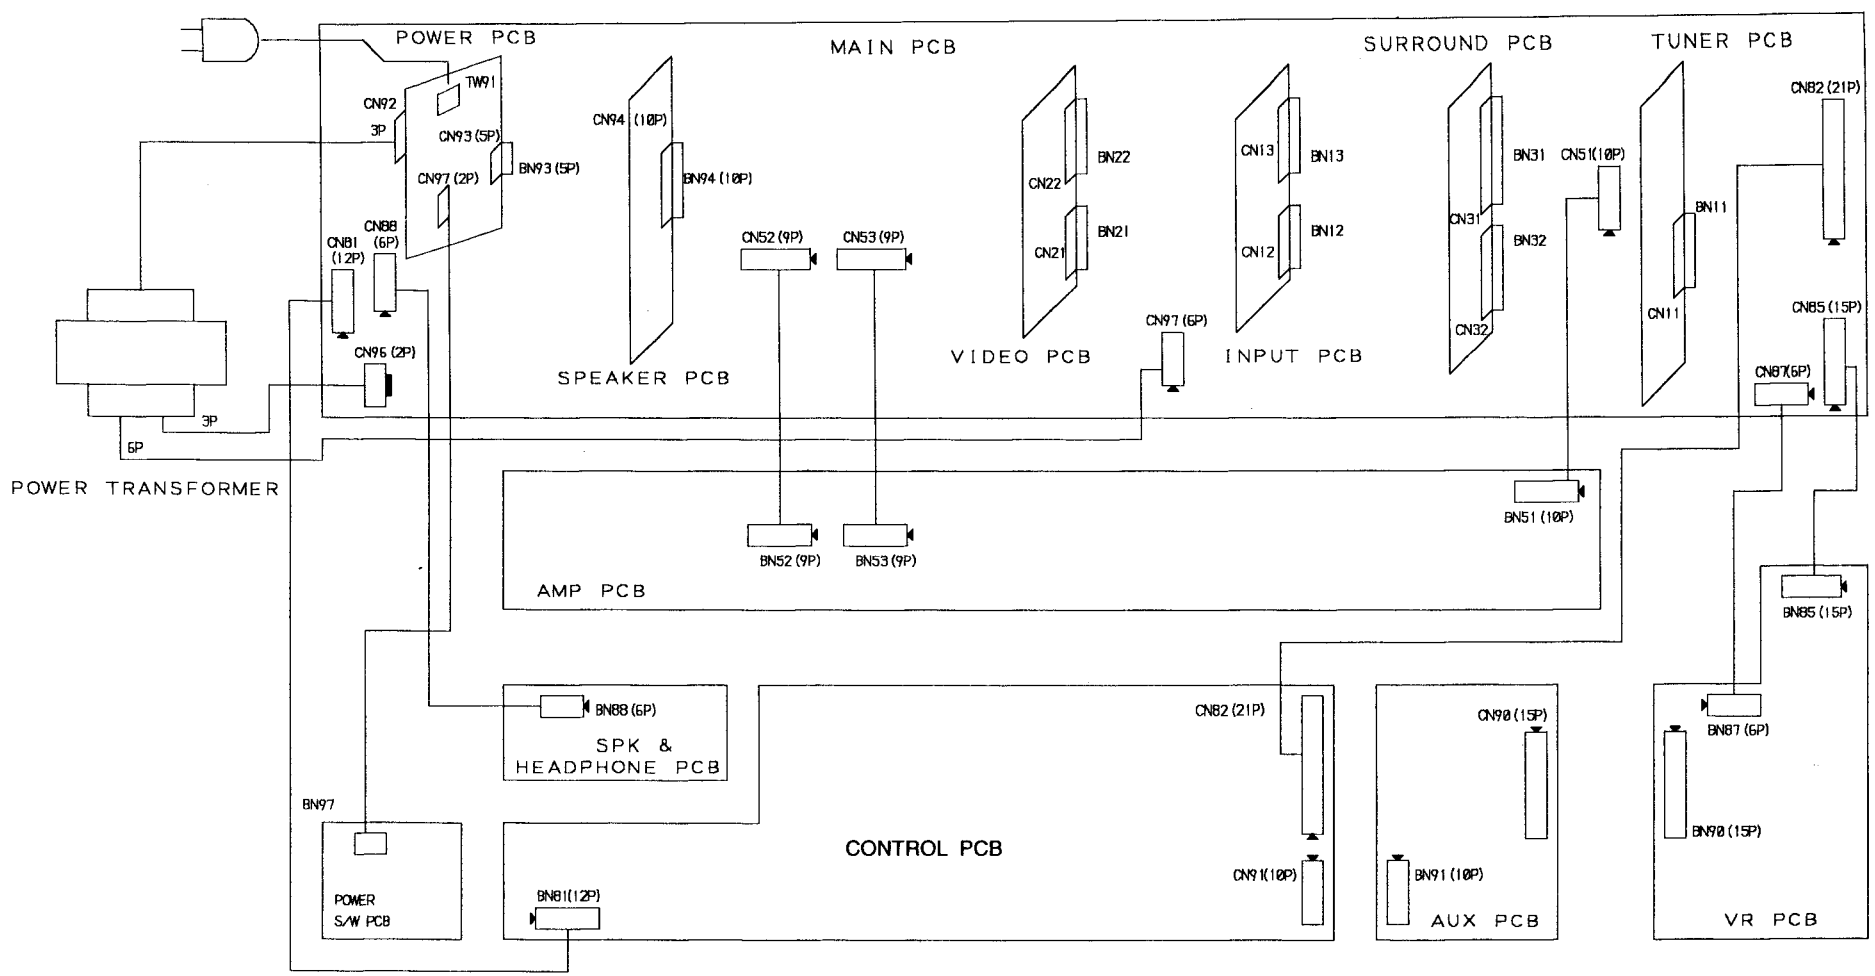 POWER PCB
MAIN PCB
SURROUND PCB
TUNER PCB
TW91
CN92
3P
CN93 (5P)
BN93 (5P)
CN97 (2P)
CN94 (10P)
BN94 (10P)
CN22
BN22
CN21
BN21
CN13
BN13
CN12
BN12
CN31
BN31
CN32
BN32
CN51(10P)
BN11
CN11
CN82 (21P)
CN88
(6P)
CN81
(12P)
CN52 (9P)
CN53 (9P)
CN97 (6P)
CN85 (15P)
CN96 (2P)
CN87(6P)
SPEAKER PCB
VIDEO PCB
INPUT PCB
3P
6P
POWER TRANSFORMER
BN51 (10P)
BN52 (9P)
BN53 (9P)
AMP PCB
BN85 (15P)
BN88 (6P)
SPK &
HEADPHONE PCB
CN82 (21P)
CN90 (15P)
BN87 (6P)
BN97
BN90 (15P)
CONTROL PCB
CN91(10P)
BN91 (10P)
POWER
S/W PCB
BN81(12P)
AUX PCB
VR PCB